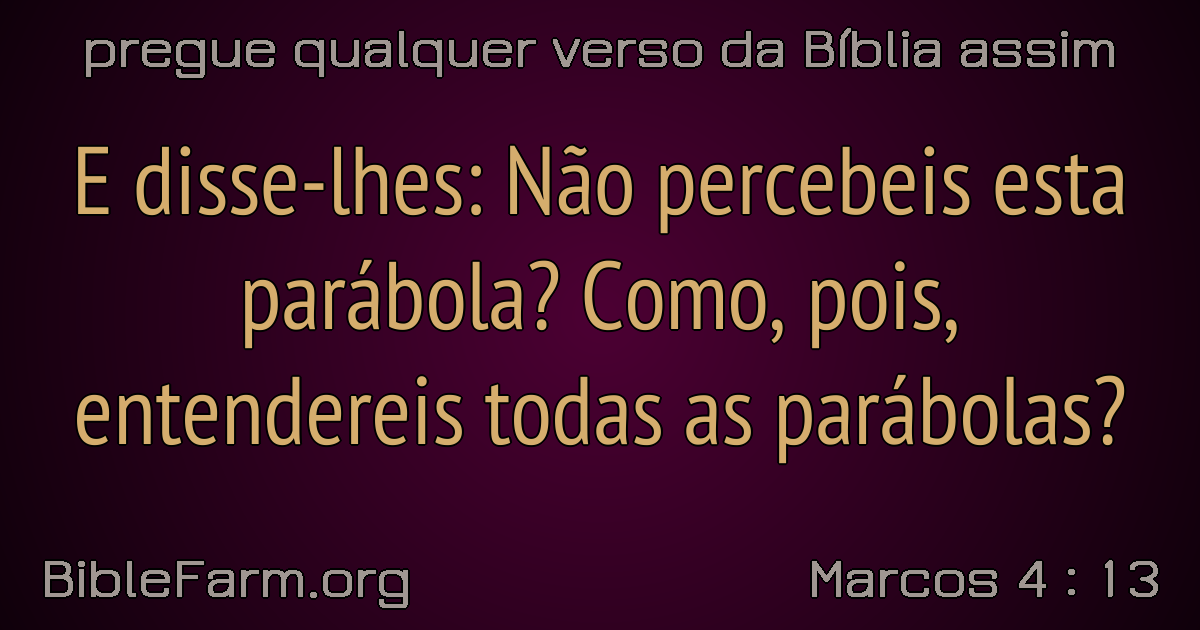 pregue qualquer verso da Bíblia assim
E disse-lhes: Não percebeis esta
parábola? Como, pois,
entendereis todas as parábolas?
BibleFarm.org
Marcos 4 : 13